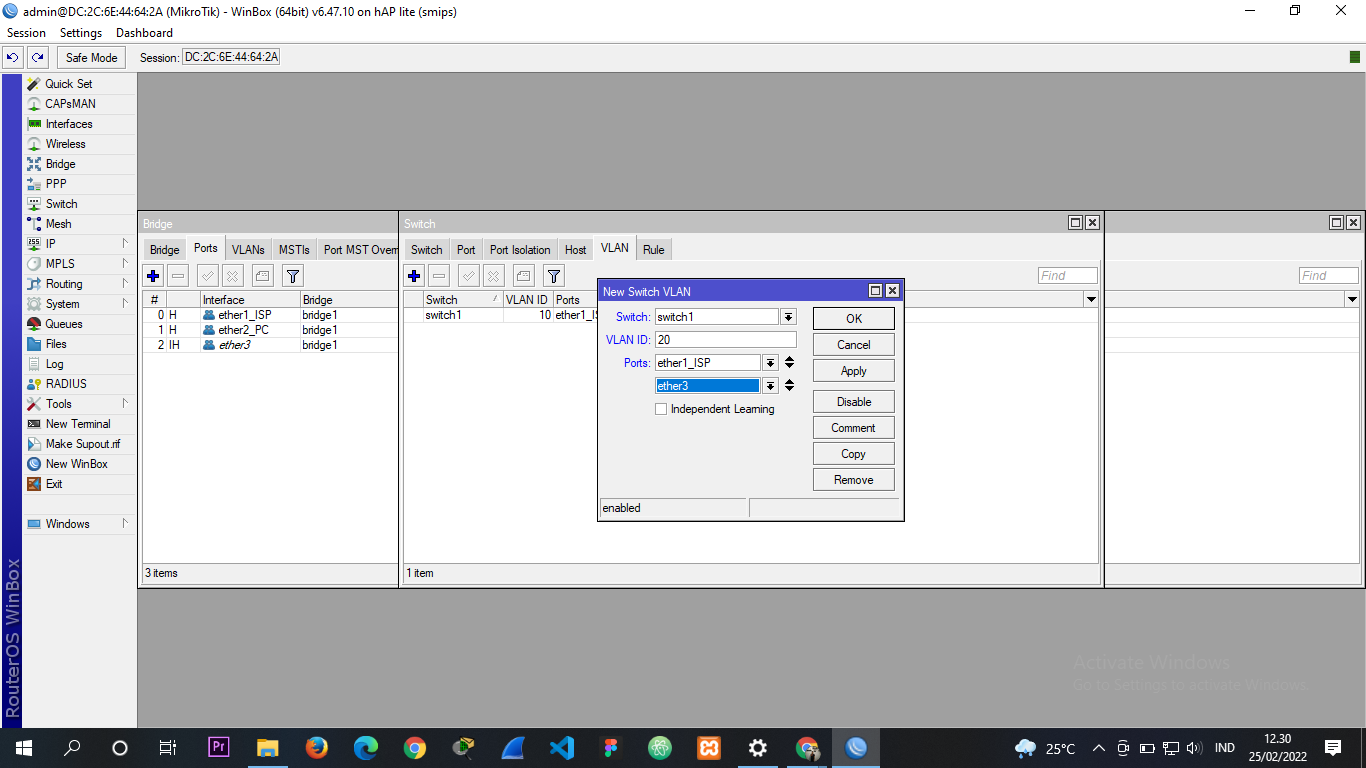 admin@DC:2C:6E:44:64:2A (MikroTik) - WinBox (64bit) v6.47.10 on hAP lite (smips)
Session Settings Dashboard
Safe Mode Session: DC:2C:6E:44:64:2A
Quick Set
CAPsMAN
Interfaces
Wireless
Bridge
PPP
Switch
Mesh
IP
MPLS
Routing
System
Queues
Files
Log
RADIUS
Tools
New Terminal
Make Supout.rif
New WinBox
Exit
Windows
RouterOS WinBox
Bridge
Bridge Ports VLANs MSTIs Port MST Overr
# Interface Bridge
0 H ether1_ISP bridge1
1 H ether2_PC bridge1
2 IH ether3 bridge1
3 items
Switch
Switch Port Port Isolation Host VLAN Rule
Find
Switch VLAN ID Ports
switch1 10 ether1_IS
1 item
Find
New Switch VLAN
Switch: switch1
VLAN ID: 20
Ports: ether1_ISP
ether3
Independent Learning
OK
Cancel
Apply
Disable
Comment
Copy
Remove
enabled
Activate Windows
Go to Settings to activate Windows.
Pr
25°C
IND
12.30
25/02/2022